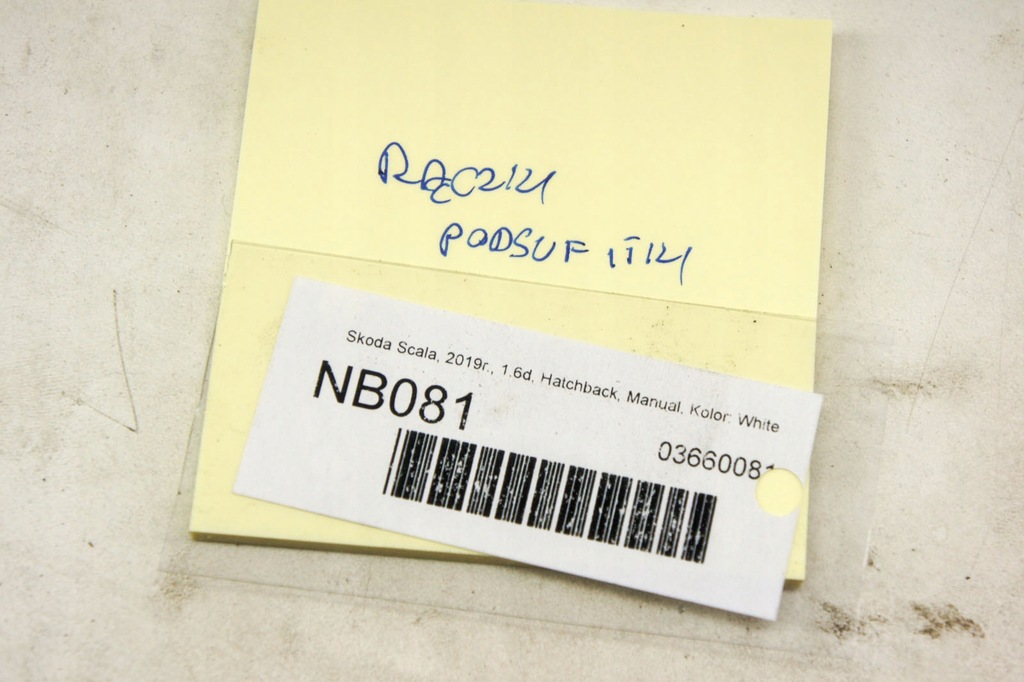 RĄCZKI
PODSUFITKI
Skoda Scala, 2019r., 1.6d, Hatchback, Manual, Kolor: White
NB081
03660081